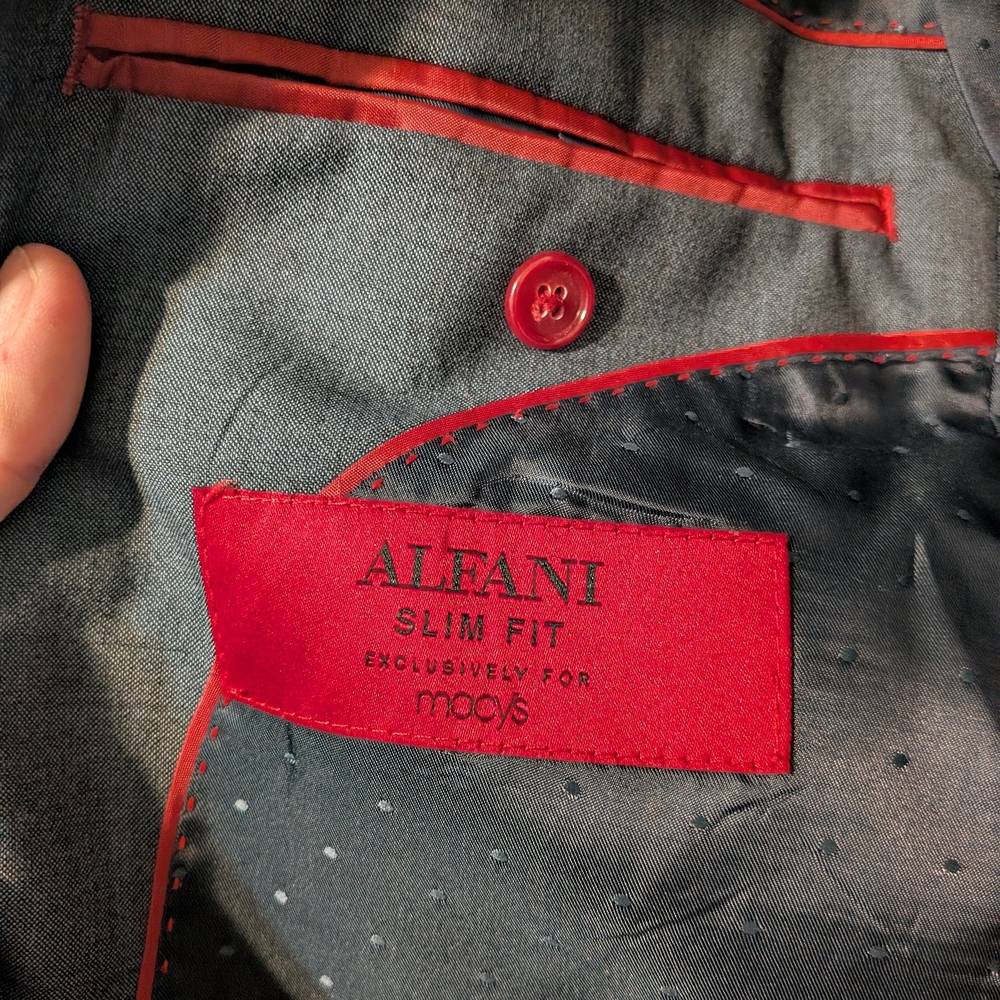 ALFANI
SLIM FIT
EXCLUSIVELY FOR
macy's